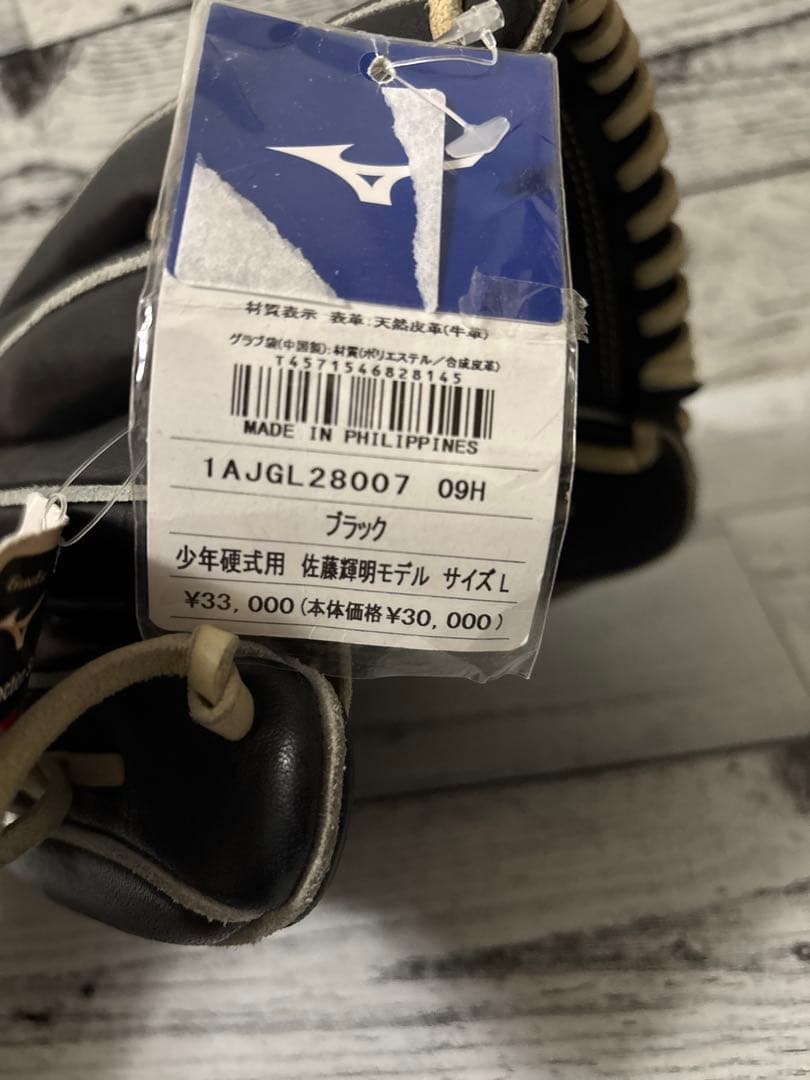 材質表示 表革:天然皮革(牛革)
グラブ袋(中国製):材質(ポリエステル/合成皮革)
T4571546828145
MADE IN PHILIPPINES
1AJGL28007 09H
ブラック
少年硬式用 佐藤輝明モデル サイズL
¥33,000(本体価格¥30,000)